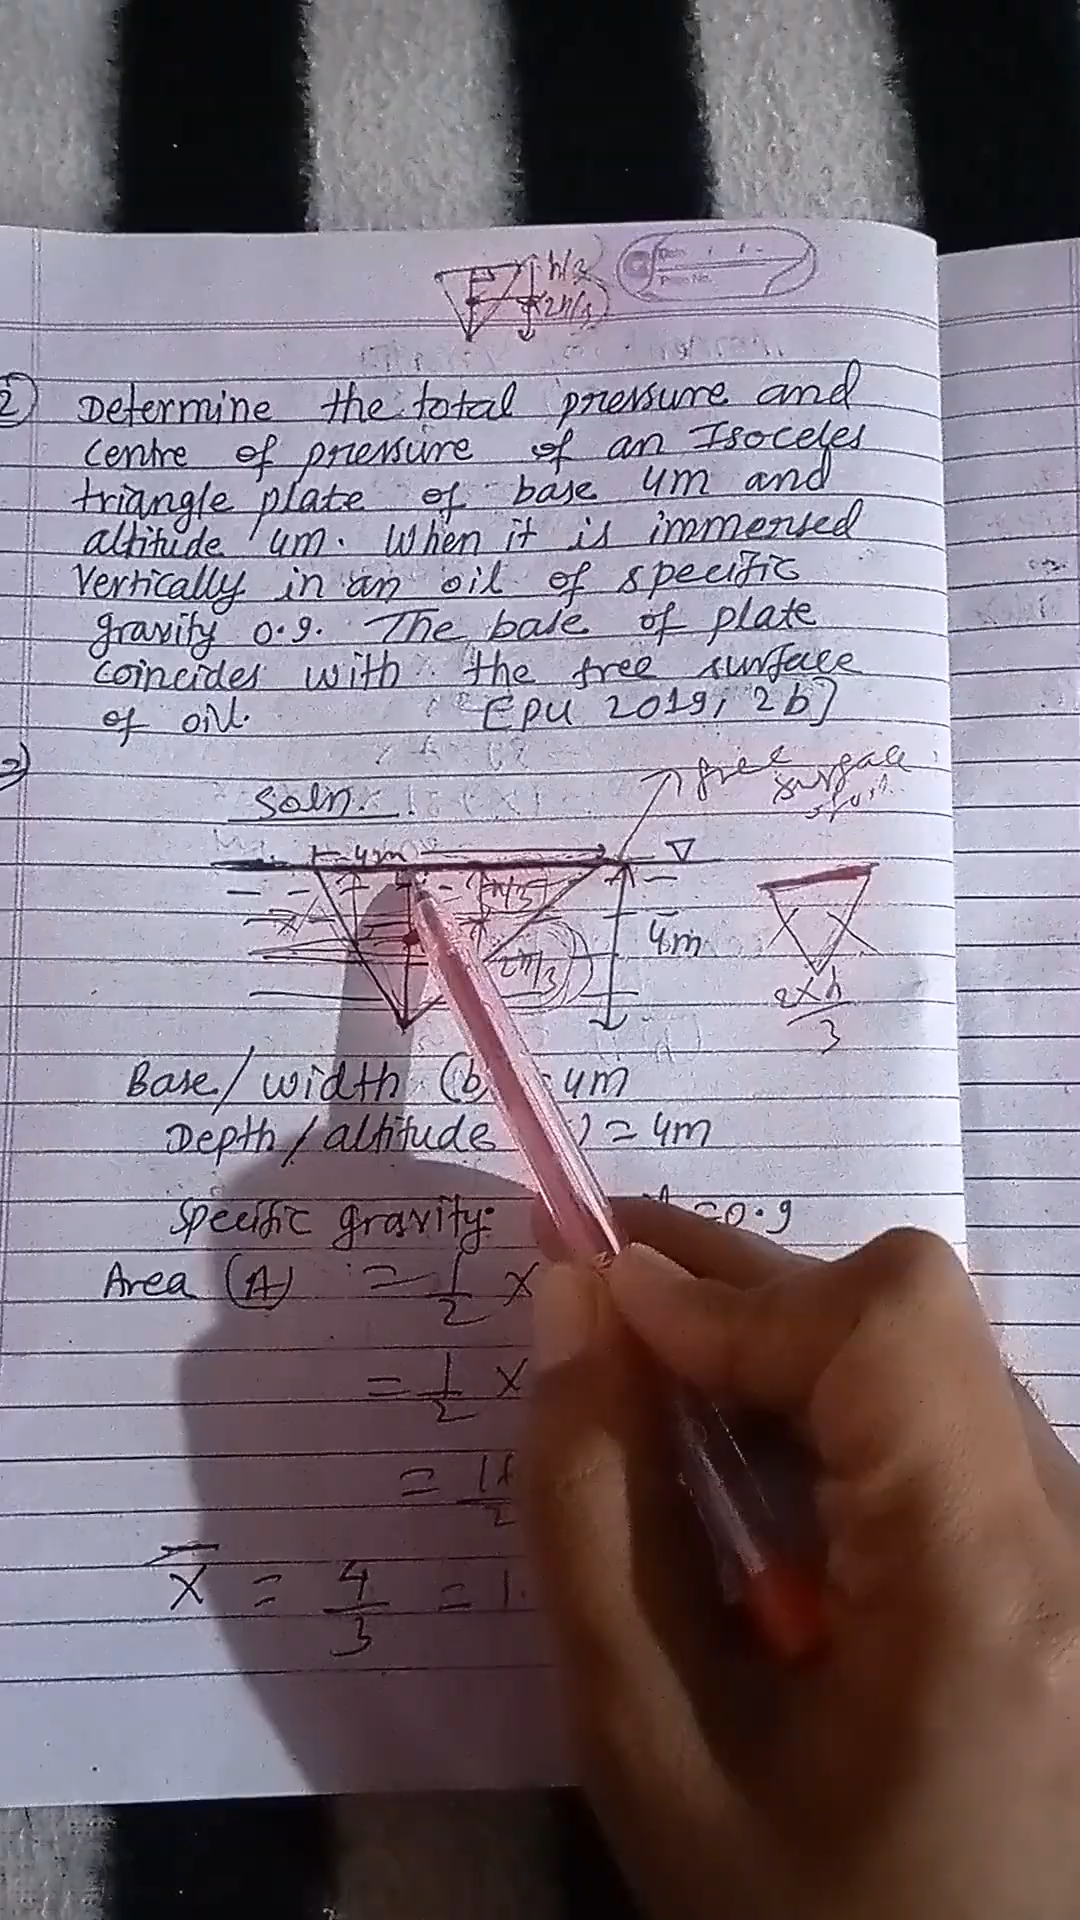 h/3
2h/3
Date
Page No.
2) Determine the total pressure and
centre of pressure of an Isoceles
triangle plate of base 4m and
altitude 4m. When it is immersed
Vertically in an oil of specific
gravity 0.9. The base of plate
coincides with the free surface
of oil. [PU 2019, 2b]
free
surface
Soln.
4m
h/3
4m
2h/3
2xh
3
Base/width (b = 4m
Depth/altitude ) = 4m
Specific gravity: =0.9
Area (A) = 1/2 x
= 1/2 x
= 
x̄ = 4/3 = 1.